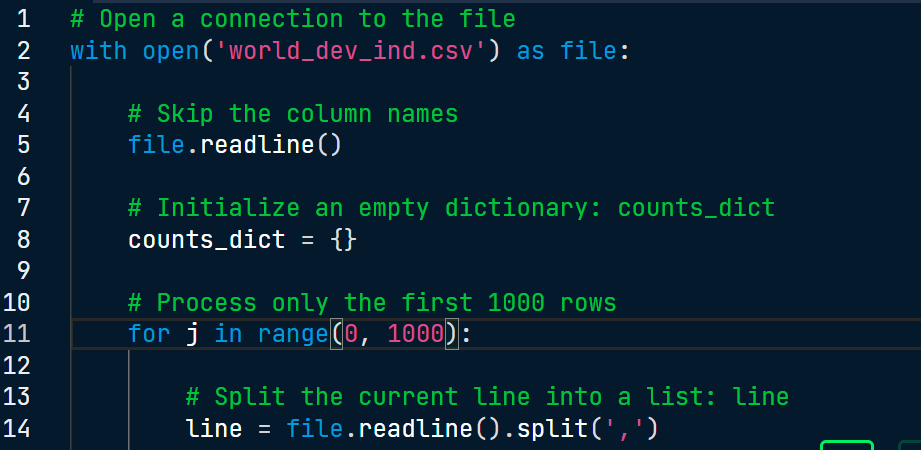 1 # Open a connection to the file
2 with open('world_dev_ind.csv') as file:
3
4 # Skip the column names
5 file.readline()
6
7 # Initialize an empty dictionary: counts_dict
8 counts_dict = {}
9
10 # Process only the first 1000 rows
11 for j in range(0, 1000):
12
13 # Split the current line into a list: line
14 line = file.readline().split(',')